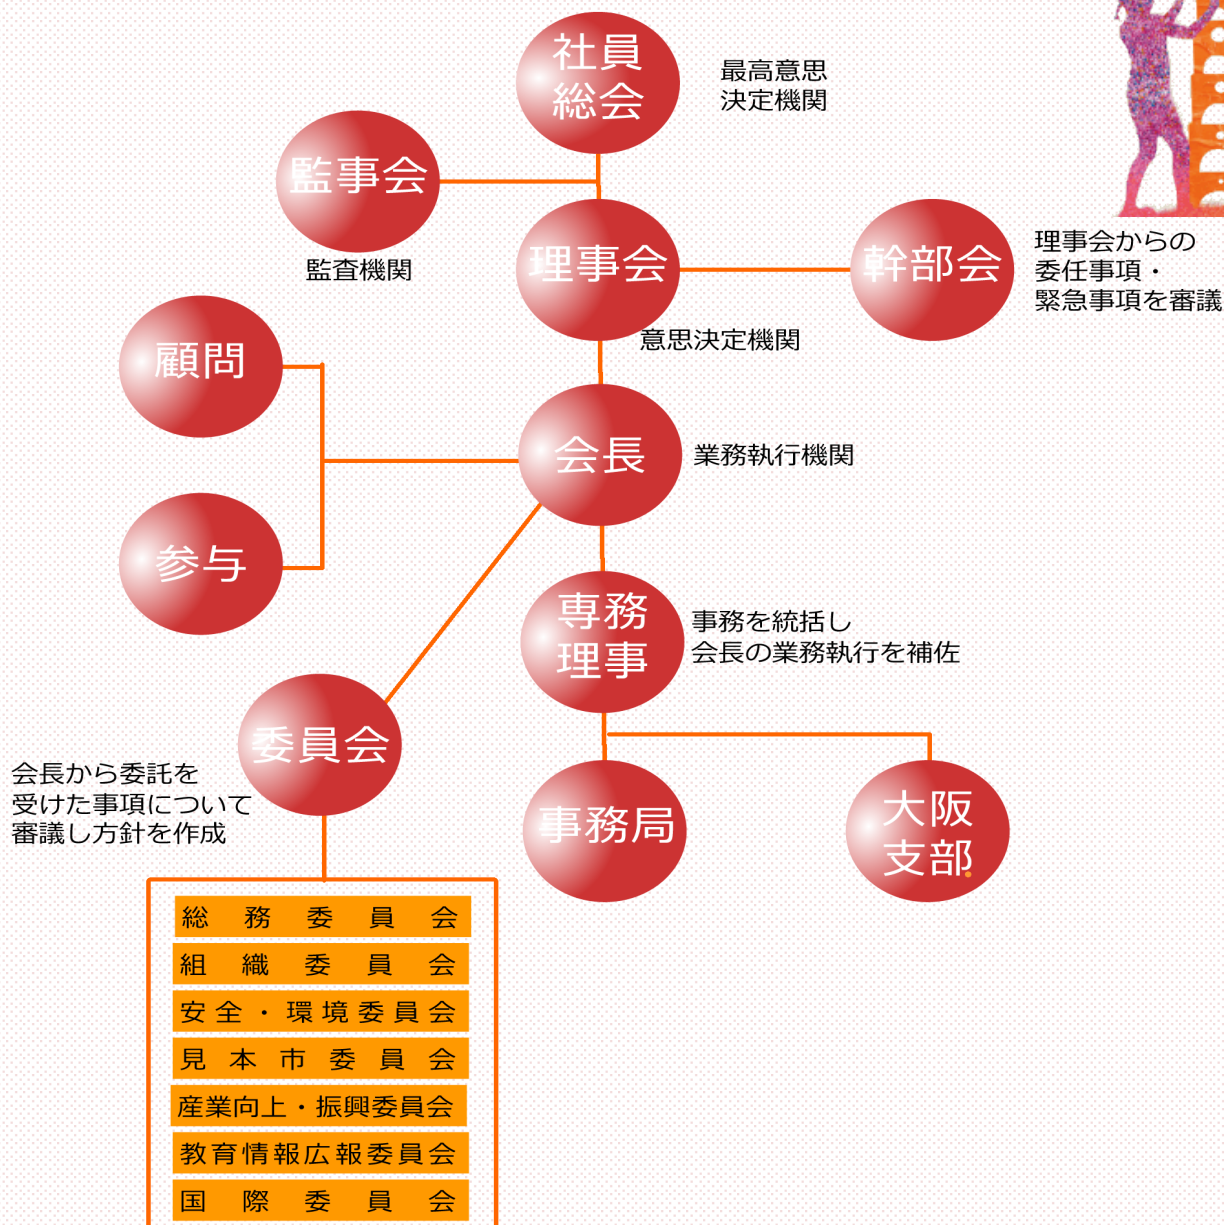 社員
総会
最高意思
決定機関
監事会
監査機関
理事会
意思決定機関
幹部会
理事会からの
委任事項・
緊急事項を審議
顧問
参与
会長
業務執行機関
専務
理事
事務を統括し
会長の業務執行を補佐
委員会
会長から委託を
受けた事項について
審議し方針を作成
事務局
大阪
支部
総務委員会
組織委員会
安全・環境委員会
見本市委員会
産業向上・振興委員会
教育情報広報委員会
国際委員会